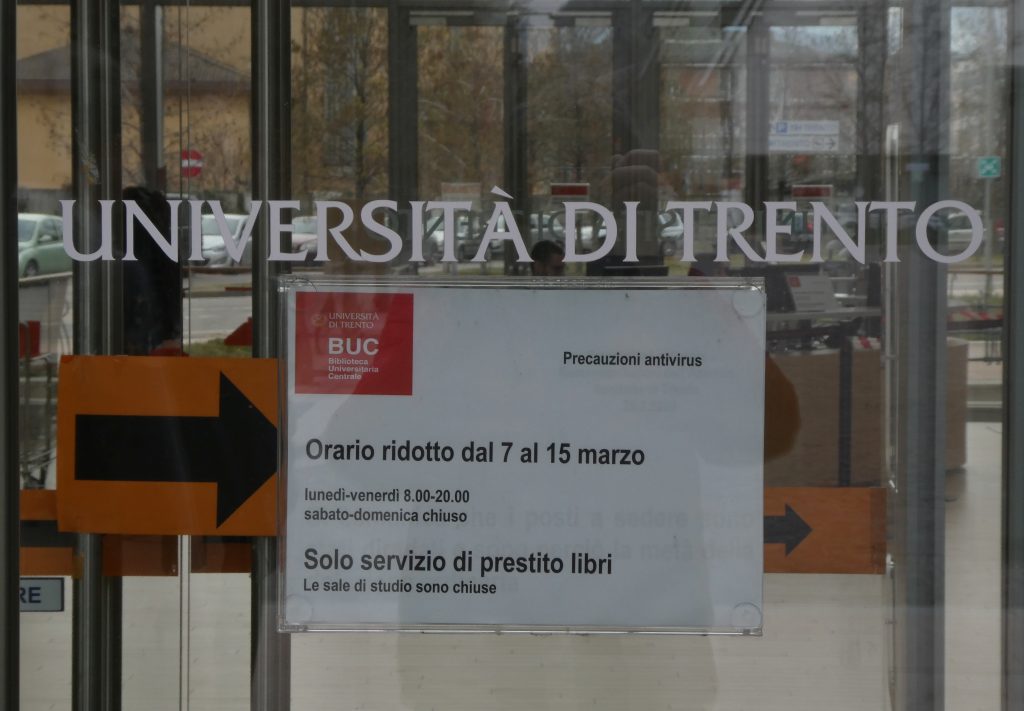 UNIVERSITÀ DI TRENTO
UNIVERSITÀ
DI TRENTO
BUC
Biblioteca
Universitaria
Centrale
Precauzioni antivirus
Orario ridotto dal 7 al 15 marzo
lunedì-venerdì 8.00-20.00
sabato-domenica chiuso
Solo servizio di prestito libri
Le sale di studio sono chiuse
RE